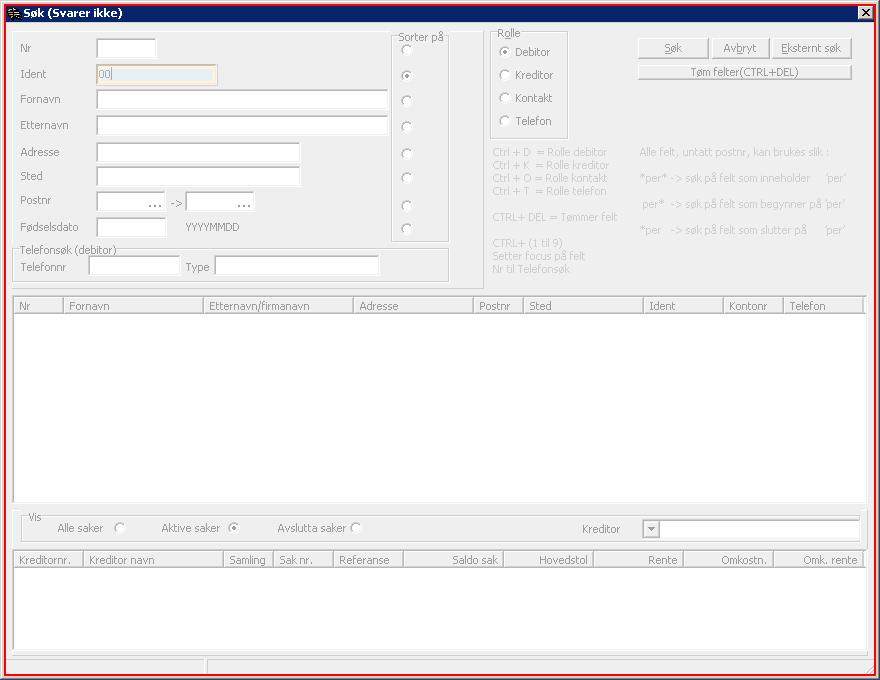 Søk (Svarer ikke)
Nr
Sorter på
Ident 00
Fornavn
Etternavn
Adresse
Sted
Postnr ... -> ...
Fødselsdato YYYYMMDD
Telefonsøk (debitor)
Telefonnr Type
Rolle
Debitor
Kreditor
Kontakt
Telefon
Søk Avbryt Eksternt søk
Tøm felter(CTRL+DEL)
Ctrl + D = Rolle debitor
Ctrl + K = Rolle kreditor
Ctrl + O = Rolle kontakt
Ctrl + T = Rolle telefon
CTRL+ DEL = Tømmer felt
CTRL+ (1 til 9)
Setter focus på felt
Nr til Telefonsøk
Alle felt, untatt postnr, kan brukes slik :
*per* -> søk på felt som inneholder 'per'
per* -> søk på felt som begynner på 'per'
*per -> søk på felt som slutter på 'per'
Nr Fornavn Etternavn/firmanavn Adresse Postnr Sted Ident Kontonr Telefon
Vis
Alle saker Aktive saker Avslutta saker Kreditor
Kreditornr. Kreditor navn Samling Sak nr. Referanse Saldo sak Hovedstol Rente Omkostn. Omk. rente